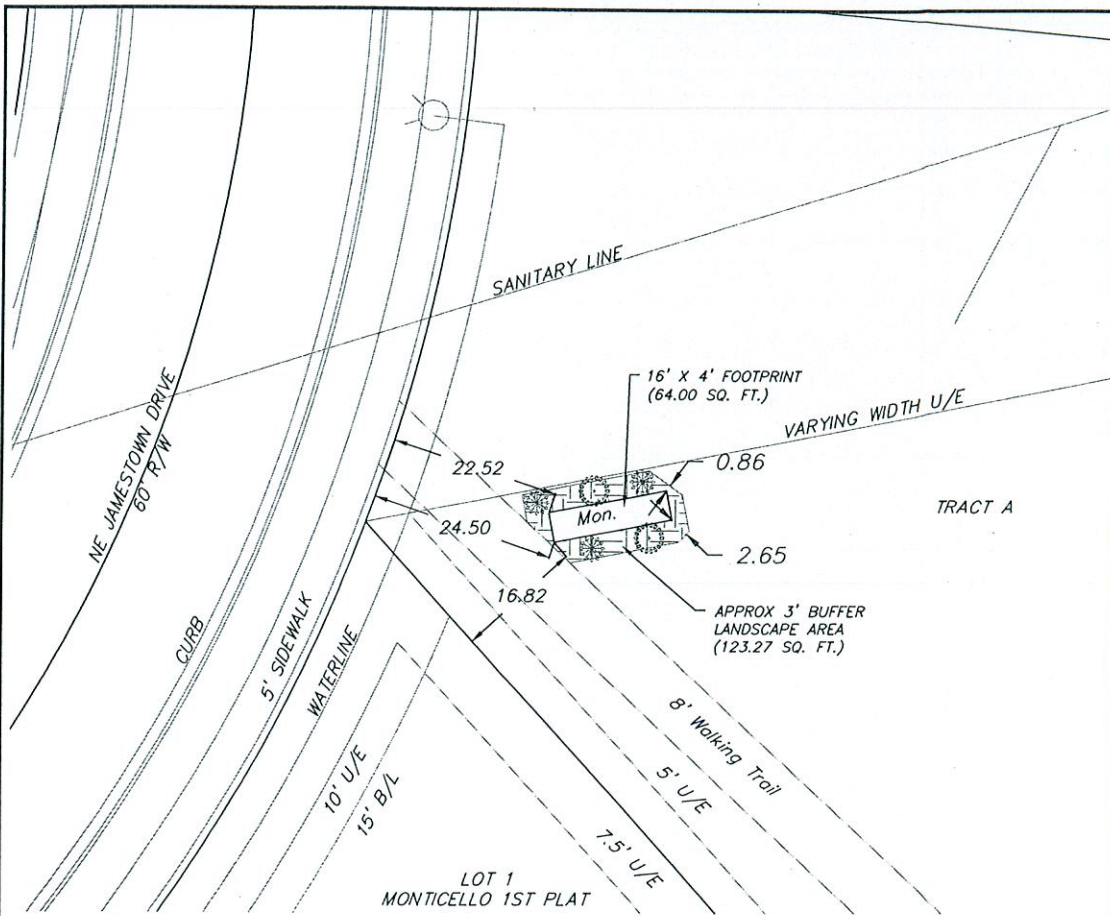 SANITARY LINE
16' X 4' FOOTPRINT
(64.00 SQ. FT.)
VARYING WIDTH U/E
NE JAMESTOWN DRIVE
60' R/W
22.52
0.86
TRACT A
Mon.
24.50
2.65
16.82
APPROX 3' BUFFER
LANDSCAPE AREA
(123.27 SQ. FT.)
CURB
5' SIDEWALK
WATERLINE
8' Walking Trail
10' U/E
15' B/L
5' U/E
7.5' U/E
LOT 1
MONTICELLO 1ST PLAT